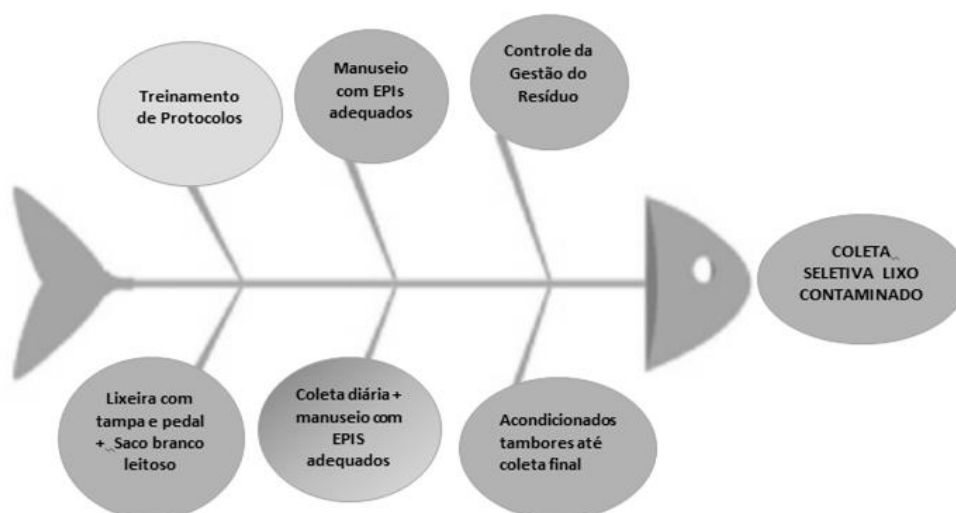 Treinamento
de Protocolos
Manuseio
com EPIs
adequados
Controle da
Gestão do
Resíduo
COLETA
SELETIVA LIXO
CONTAMINADO
Lixeira com
tampa e pedal
+ Saco branco
leitoso
Coleta diária +
manuseio com
EPIS
adequados
Acondicionados
tambores até
coleta final